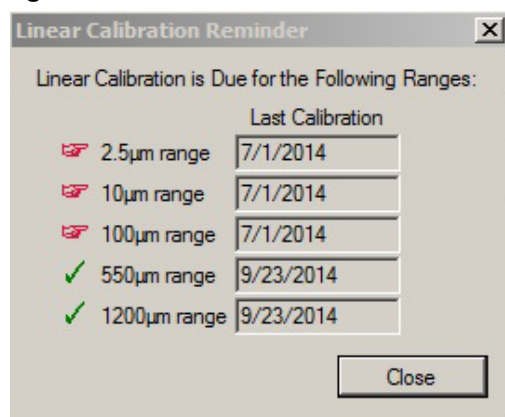 Linear Calibration Reminder
Linear Calibration is Due for the Following Ranges:
Last Calibration
2.5µm range 7/1/2014
10µm range 7/1/2014
100µm range 7/1/2014
550µm range 9/23/2014
1200µm range 9/23/2014
Close